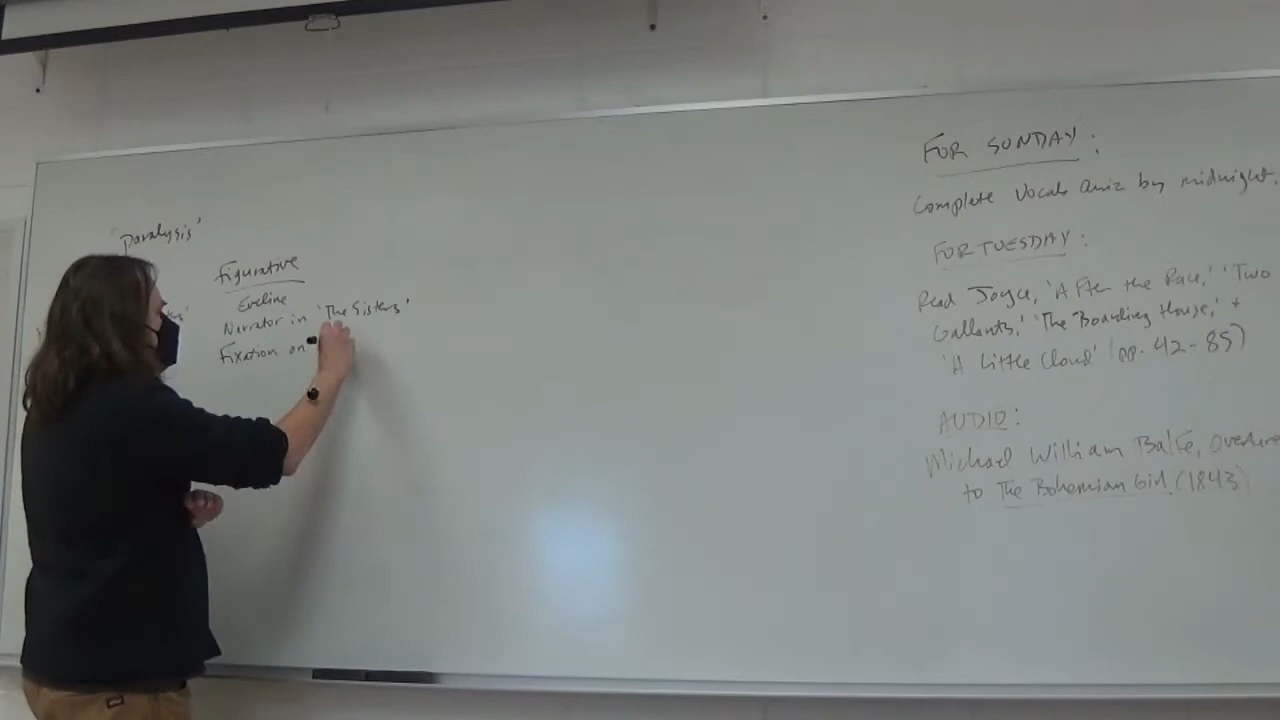 'paralysis'
Figurative
Eveline
Narrator in 'The Sisters'
Fixation on
FOR SUNDAY:
Complete Vocab Quiz by midnight.
FOR TUESDAY:
Read Joyce, 'After the Race,' 'Two
Gallants,' 'The Boarding House,' +
'A Little Cloud' (pp. 42-85)
AUDIO:
Michael William Balfe, Overture
to The Bohemian Girl (1843)